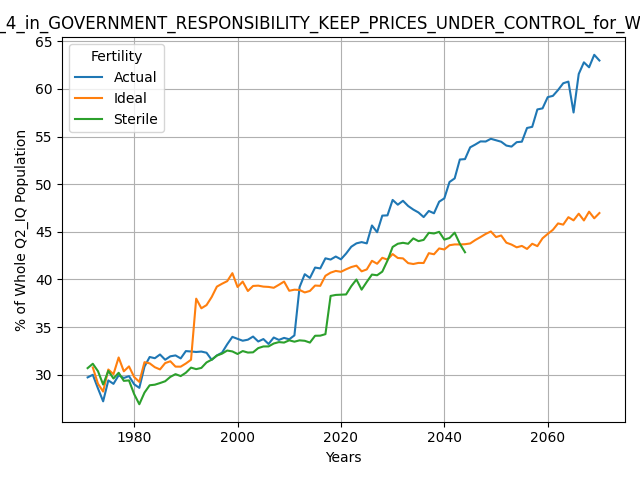 _4_in_GOVERNMENT_RESPONSIBILITY_KEEP_PRICES_UNDER_CONTROL_for_W
Fertility
Actual
Ideal
Sterile
% of Whole Q2_IQ Population
65
60
55
50
45
40
35
30
1980
2000
2020
2040
2060
Years